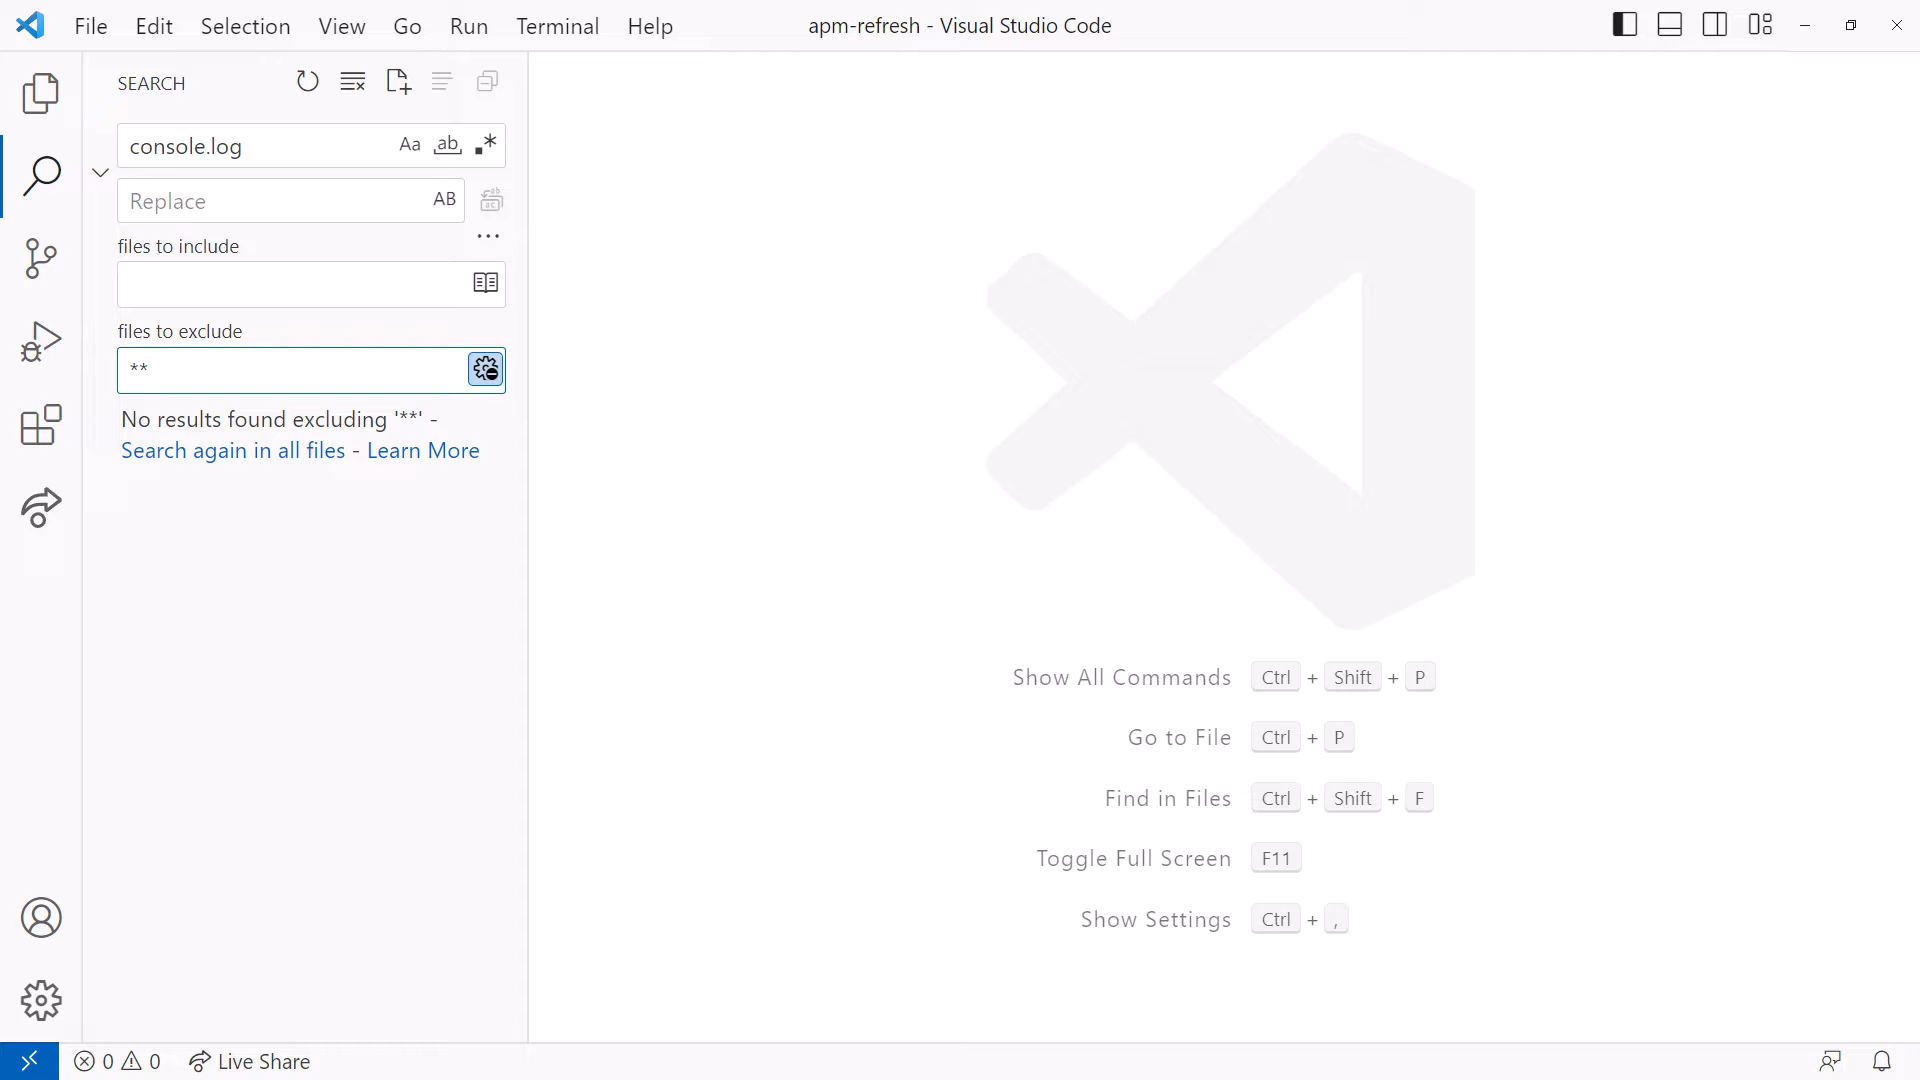 File Edit Selection View Go Run Terminal Help
apm-refresh - Visual Studio Code
SEARCH
console.log
Aa ab .*
Replace
AB
ab
ac
...
files to include
files to exclude
**
No results found excluding '**' -
Search again in all files - Learn More
Show All Commands Ctrl + Shift + P
Go to File Ctrl + P
Find in Files Ctrl + Shift + F
Toggle Full Screen F11
Show Settings Ctrl + ,
0 0 Live Share